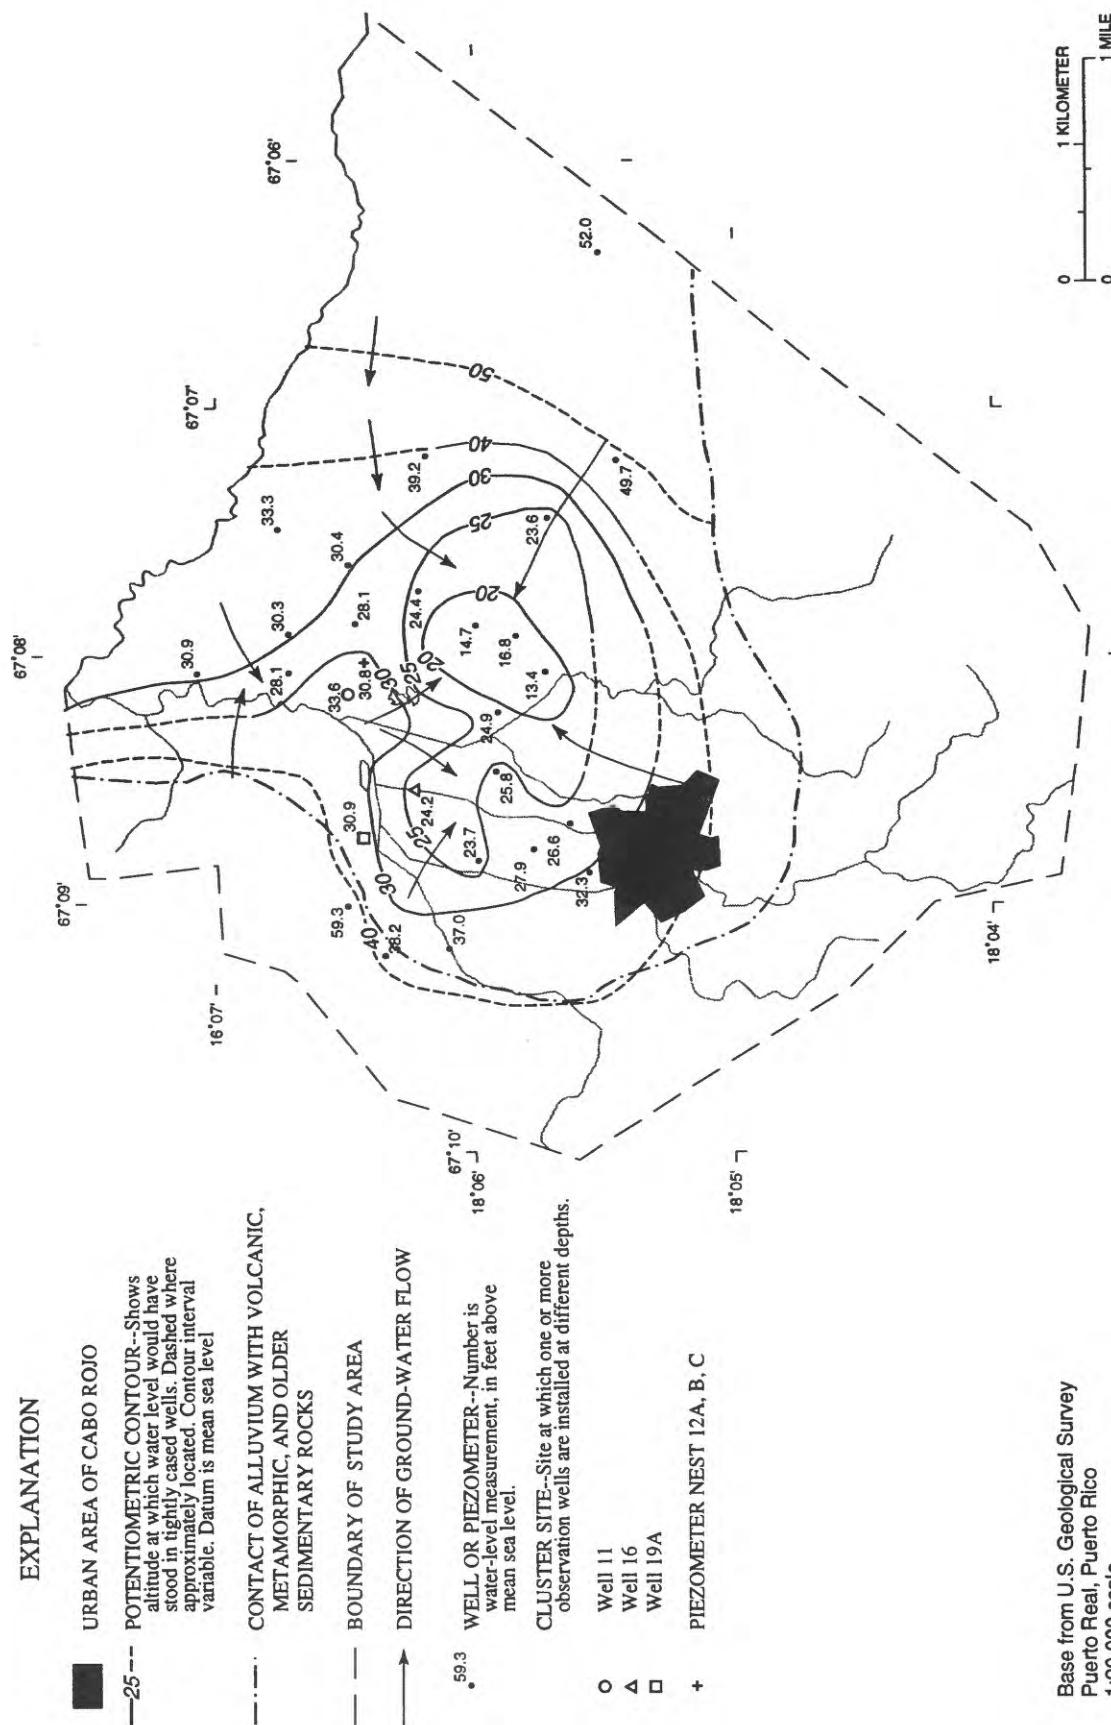 EXPLANATION
URBAN AREA OF CABO ROJO
25
POTENTIOMETRIC CONTOUR--Shows
altitude at which water level would have
stood in tightly cased wells. Dashed where
approximately located. Contour interval
variable. Datum is mean sea level
CONTACT OF ALLUVIUM WITH VOLCANIC,
METAMORPHIC, AND OLDER
SEDIMENTARY ROCKS
BOUNDARY OF STUDY AREA
DIRECTION OF GROUND-WATER FLOW
59.3
WELL OR PIEZOMETER--Number is
water-level measurement, in feet above
mean sea level.
CLUSTER SITE--Site at which one or more
observation wells are installed at different depths.
Well 11
Well 16
Well 19A
PIEZOMETER NEST 12A, B, C
Base from U.S. Geological Survey
Puerto Real, Puerto Rico
67°10'
18°06'
18°05'
16°07'
67°09'
18°04'
67°08'
67°07'
67°06'
59.3
40
38.2
37.0
30
30.9
25
24.2
23.7
27.9
26.6
32.3
25.8
24.9
30.9
28.1
33.6
30.8+
30
25
20
30.3
28.1
30.4
33.3
24.4
20
14.7
16.8
13.4
25
23.6
30
40
39.2
50
49.7
52.0
0
1 KILOMETER
0
1 MILE